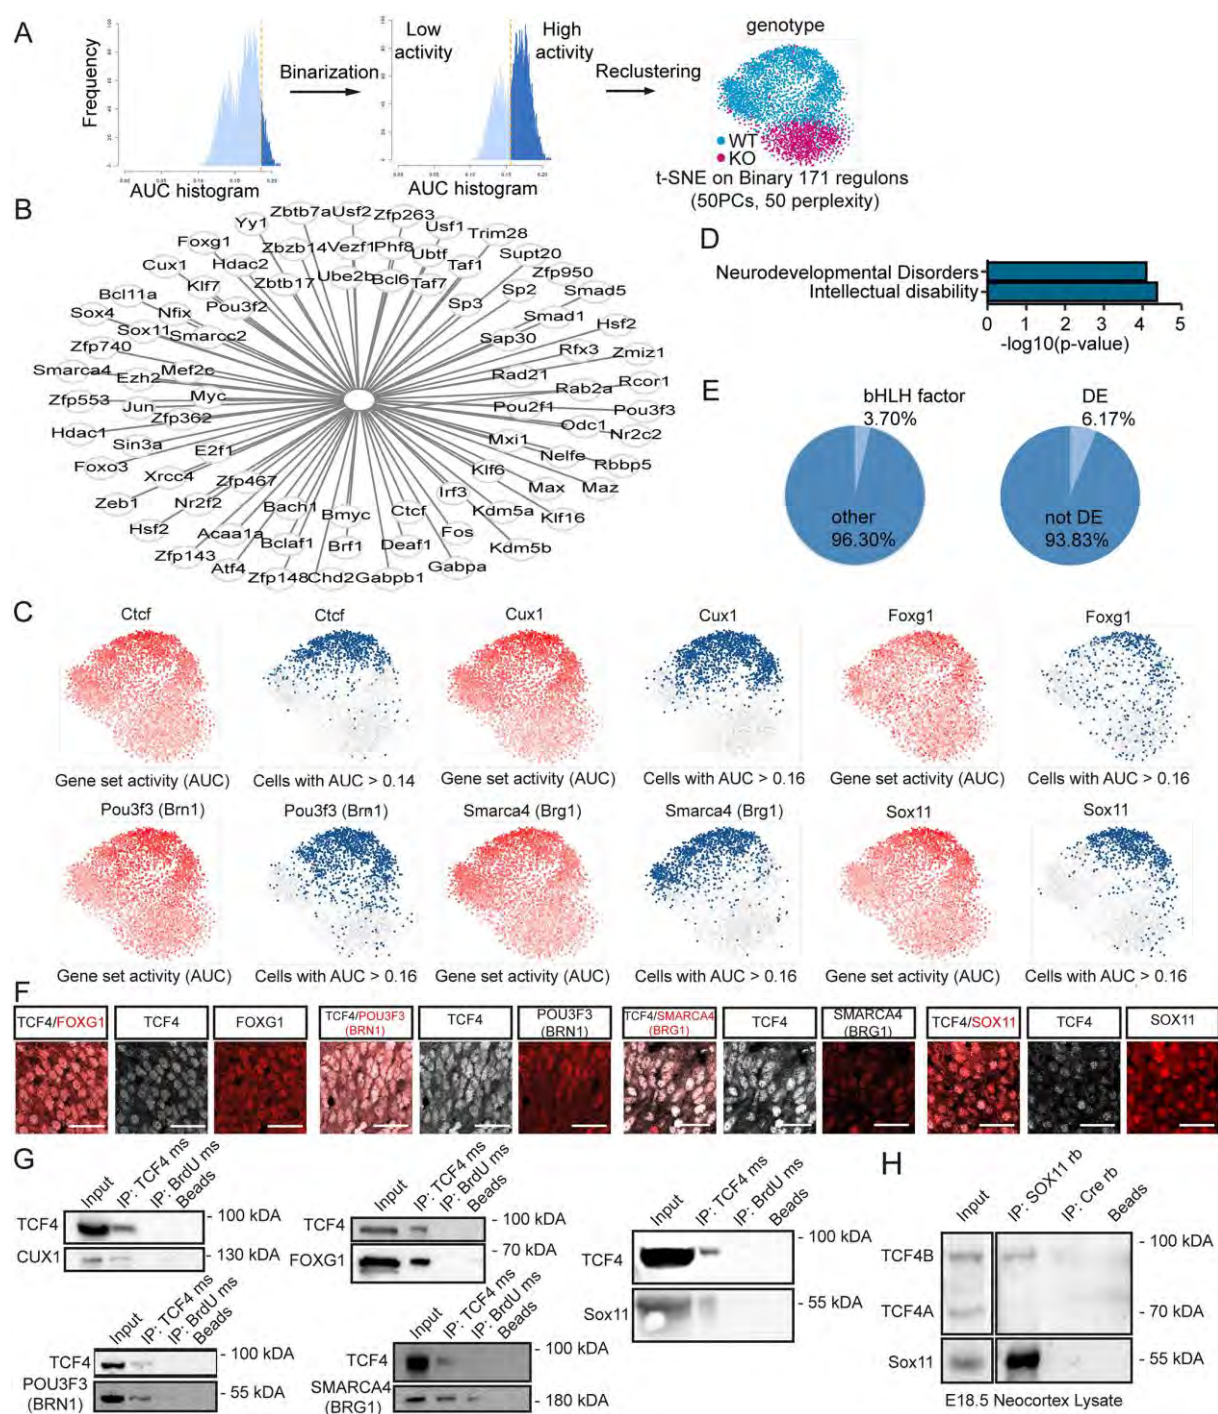 A
Frequency
AUC histogram
Binarization
Low activity
High activity
AUC histogram
Reclustering
genotype
WT
KO
t-SNE on Binary 171 regulons
(50PCs, 50 perplexity)
B
Yy1
Zbtb7a
Usf2
Zfp263
Usf1
Trim28
Foxg1
Zbzb14
Vezf1
Phf8
Ubtf
Supt20
Cux1
Hdac2
Taf1
Zfp950
Klf7
Zbtb17
Ube2b
Bcl6
Taf7
Sp2
Smad5
Bcl11a
Pou3f2
Sp3
Sox4
Nfix
Smad1
Hsf2
Sox11
Smarcc2
Sap30
Zfp740
Rfx3
Zmiz1
Smarca4
Ezh2
Mef2c
Rad21
Rab2a
Rcor1
Zfp553
Jun
Myc
Pou2f1
Pou3f3
Zfp362
Odc1
Hdac1
Sin3a
Mxi1
Nr2c2
Foxo3
E2f1
Nelfe
Rbbp5
Xrcc4
Zfp467
Klf6
Zeb1
Nr2f2
Irf3
Max
Maz
Hsf2
Bach1
Bmyc
Ctcf
Kdm5a
Klf16
Acaa1a
Fos
Zfp143
Bclaf1
Brf1
Deaf1
Kdm5b
Atf4
Gabpa
Zfp148
Chd2
Gabpb1
D
Neurodevelopmental Disorders
Intellectual disability
0 1 2 3 4 5
-log10(p-value)
E
bHLH factor
3.70%
other
96.30%
DE
6.17%
not DE
93.83%
C
Ctcf
Ctcf
Cux1
Cux1
Foxg1
Foxg1
Gene set activity (AUC)
Cells with AUC > 0.14
Gene set activity (AUC)
Cells with AUC > 0.16
Gene set activity (AUC)
Cells with AUC > 0.16
Pou3f3 (Brn1)
Pou3f3 (Brn1)
Smarca4 (Brg1)
Smarca4 (Brg1)
Sox11
Sox11
Gene set activity (AUC)
Cells with AUC > 0.16
Gene set activity (AUC)
Cells with AUC > 0.16
Gene set activity (AUC)
Cells with AUC > 0.16
F
TCF4/FOXG1
TCF4
FOXG1
TCF4/POU3F3
(BRN1)
TCF4
POU3F3
(BRN1)
TCF4/SMARCA4
(BRG1)
TCF4
SMARCA4
(BRG1)
TCF4/SOX11
TCF4
SOX11
G
Input
IP: TCF4 ms
IP: BrdU ms
Beads
TCF4
- 100 kDA
CUX1
- 130 kDA
Input
IP: TCF4 ms
IP: BrdU ms
Beads
TCF4
- 100 kDA
- 70 kDA
FOXG1
Input
IP: TCF4 ms
IP: BrdU ms
Beads
TCF4
- 100 kDA
Sox11
- 55 kDA
Input
IP: TCF4 ms
IP: BrdU ms
Beads
- 100 kDA
TCF4
POU3F3
(BRN1)
- 55 kDA
Input
IP: TCF4 ms
IP: BrdU ms
Beads
- 100 kDA
TCF4
SMARCA4
(BRG1)
- 180 kDA
H
Input
IP: SOX11 rb
IP: Cre rb
Beads
TCF4B
- 100 kDA
TCF4A
- 70 kDA
Sox11
- 55 kDA
E18.5 Neocortex Lysate